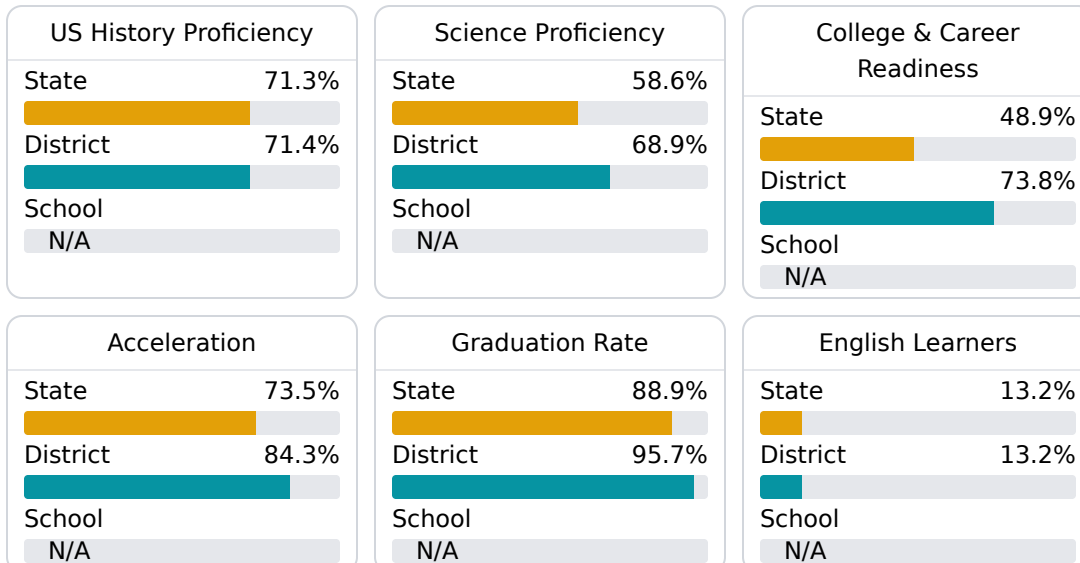 US History Proficiency
State 71.3%
District 71.4%
School
N/A
Science Proficiency
State 58.6%
District 68.9%
School
N/A
College & Career
Readiness
State 48.9%
District 73.8%
School
N/A
Acceleration
State 73.5%
District 84.3%
School
N/A
Graduation Rate
State 88.9%
District 95.7%
School
N/A
English Learners
State 13.2%
District 13.2%
School
N/A